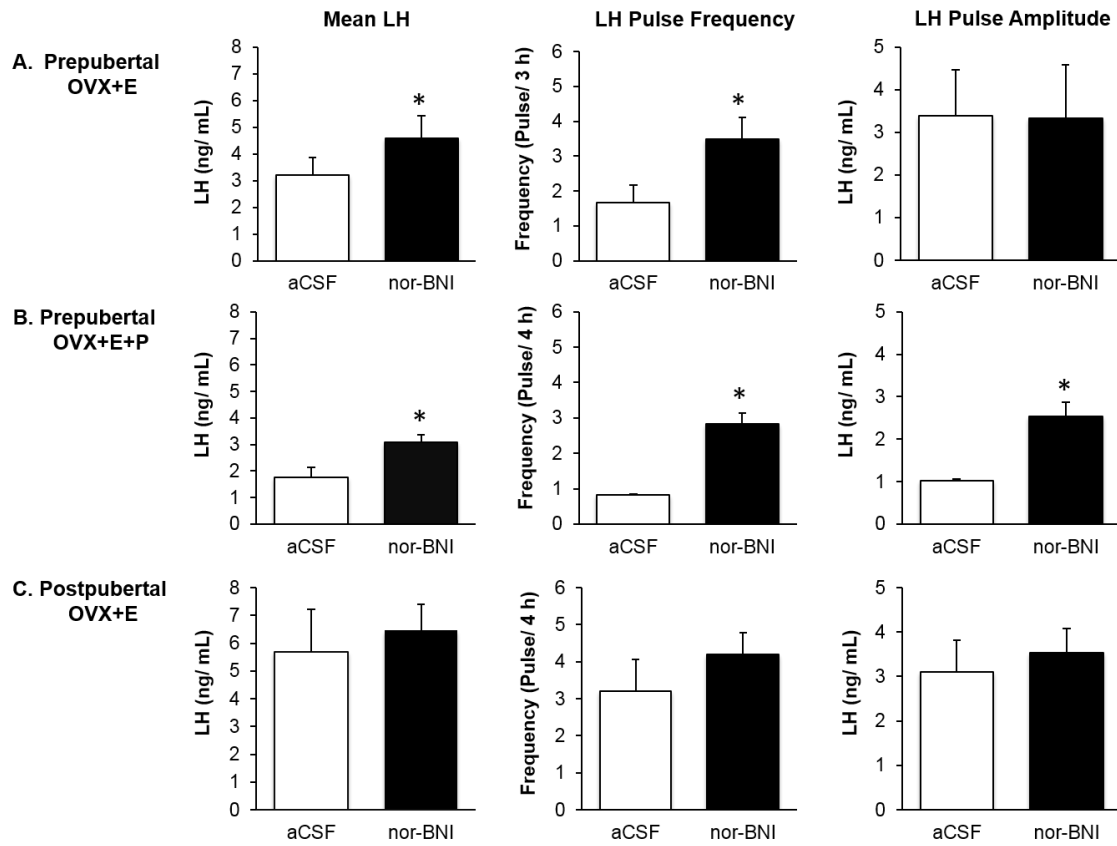 Mean LH
LH Pulse Frequency
LH Pulse Amplitude
A. Prepubertal
OVX+E
LH (ng/ mL)
8
7
6
5
4
3
2
1
0
*
aCSF
nor-BNI
Frequency (Pulse/ 3 h)
6
5
4
3
2
1
0
*
aCSF
nor-BNI
LH (ng/ mL)
5
4
3
2
1
0
aCSF
nor-BNI
B. Prepubertal
OVX+E+P
LH (ng/ mL)
8
7
6
5
4
3
2
1
0
*
aCSF
nor-BNI
Frequency (Pulse/ 4 h)
6
5
4
3
2
1
0
*
aCSF
nor-BNI
LH (ng/ mL)
5
4
3
2
1
0
*
aCSF
nor-BNI
C. Postpubertal
OVX+E
LH (ng/ mL)
8
7
6
5
4
3
2
1
0
aCSF
nor-BNI
Frequency (Pulse/ 4 h)
6
5
4
3
2
1
0
aCSF
nor-BNI
LH (ng/ mL)
5
4
3
2
1
0
aCSF
nor-BNI